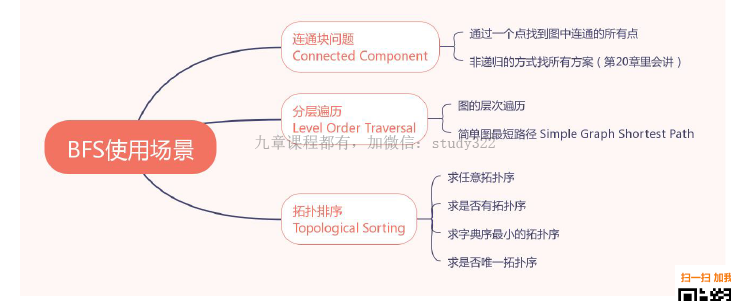 BFS使用场景
连通块问题
Connected Component
通过一个点找到图中连通的所有点
非递归的方式找所有方案（第20章里会讲）
分层遍历
Level Order Traversal
图的层次遍历
简单图最短路径 Simple Graph Shortest Path
九章课程都有，加微信：study322
拓扑排序
Topological Sorting
求任意拓扑序
求是否有拓扑序
求字典序最小的拓扑序
求是否唯一拓扑序
扫一扫 加我